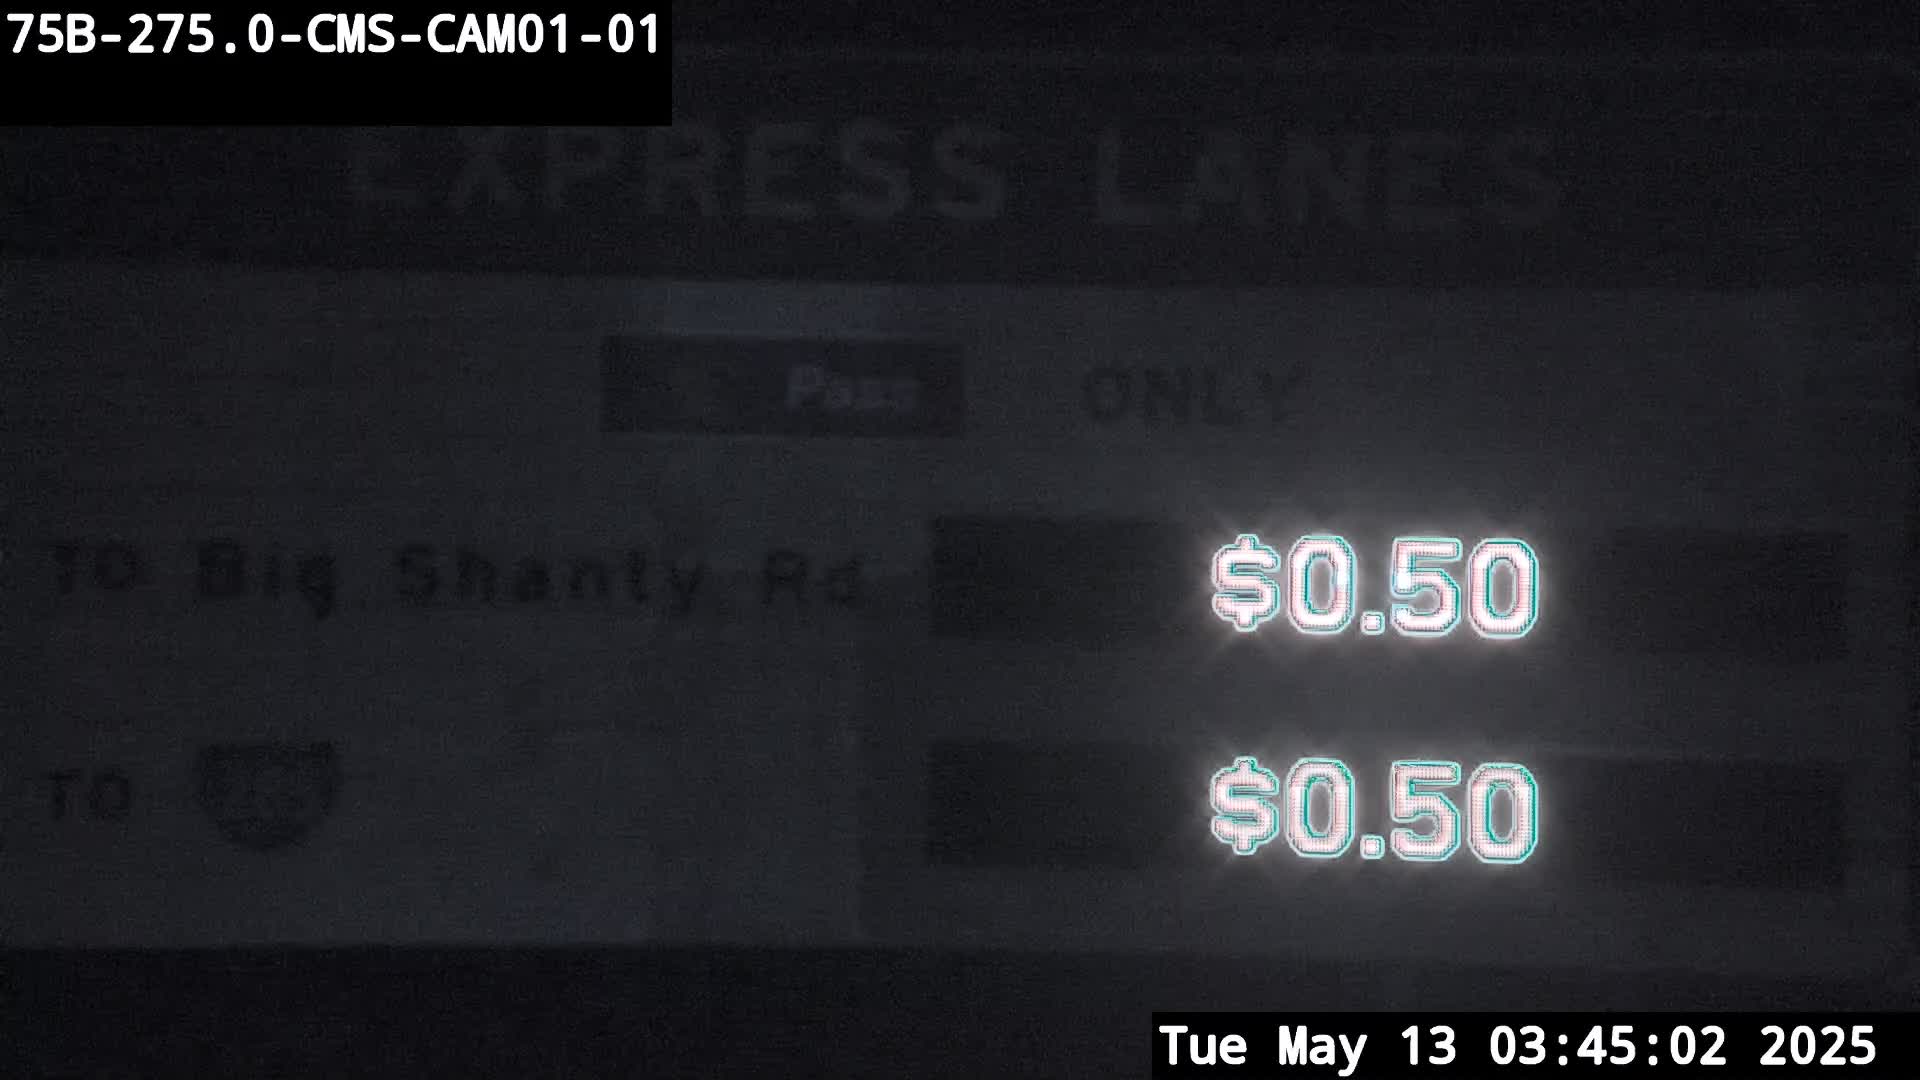 75B-275.0-CMS-CAM01-01
EXPRESS LANES
Pass ONLY
TO Big Shanty Rd $0.50
TO $0.50
Tue May 13 03:45:02 2025